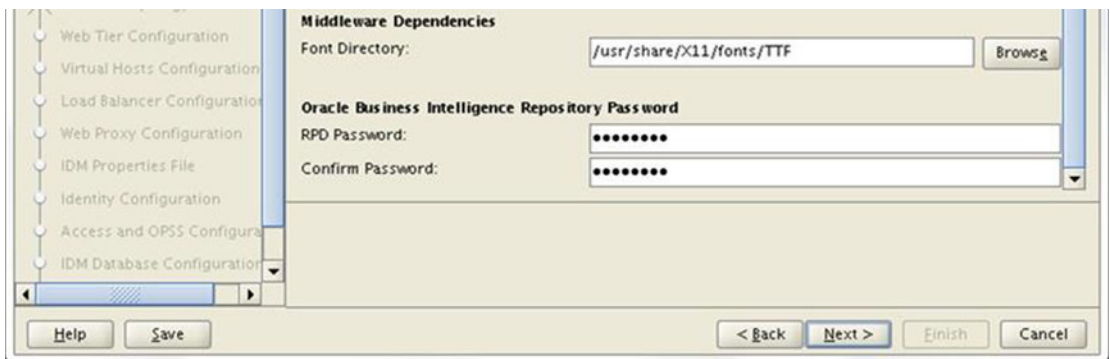 Middleware Dependencies
Web Tier Configuration
Font Directory:
/usr/share/X11/fonts/TTF
Browse
Virtual Hosts Configuration
Load Balancer Configuration
Oracle Business Intelligence Repository Password
Web Proxy Configuration
RPD Password:
••••••••
IDM Properties File
Confirm Password:
••••••••
Identity Configuration
Access and OPSS Configura
IDM Database Configuration
Help
Save
< Back
Next >
Finish
Cancel